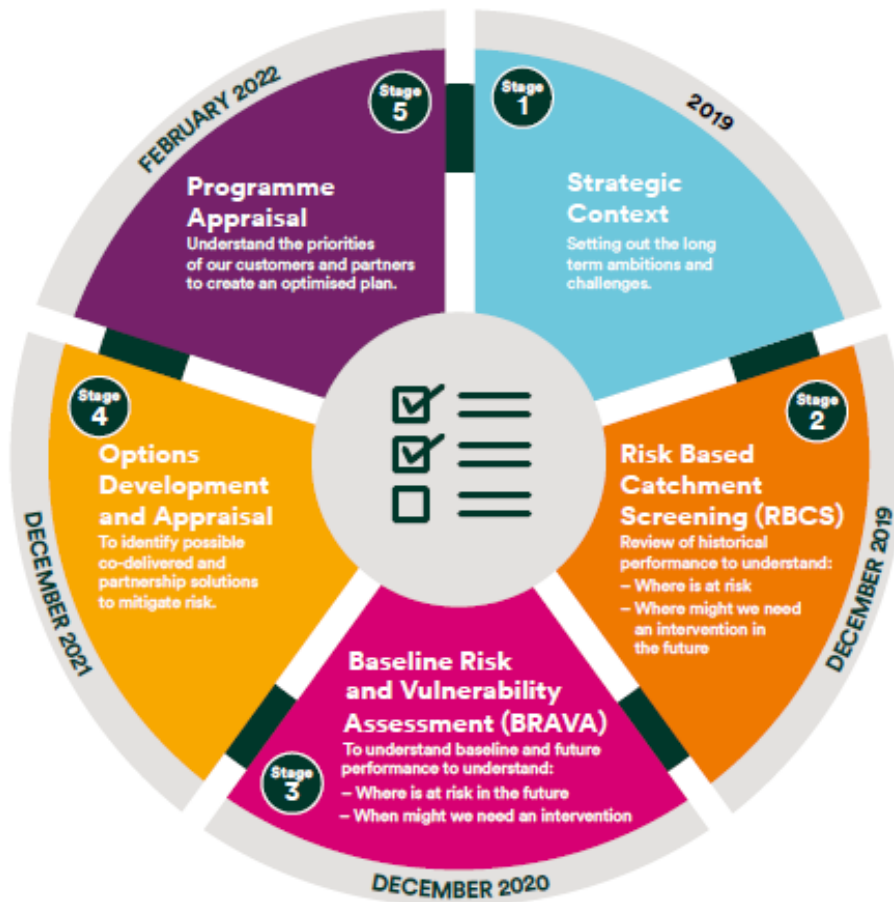 2019
Stage
1
Strategic
Context
Setting out the long
term ambitions and
challenges.
DECEMBER 2019
Stage
2
Risk Based
Catchment
Screening (RBCS)
Review of historical
performance to understand:
– Where is at risk
– Where might we need
an intervention in
the future
DECEMBER 2020
Stage
3
Baseline Risk
and Vulnerability
Assessment (BRAVA)
To understand baseline and future
performance to understand:
– Where is at risk in the future
– When might we need an intervention
DECEMBER 2021
Stage
4
Options
Development
and Appraisal
To identify possible
co-delivered and
partnership solutions
to mitigate risk.
FEBRUARY 2022
Stage
5
Programme
Appraisal
Understand the priorities
of our customers and partners
to create an optimised plan.